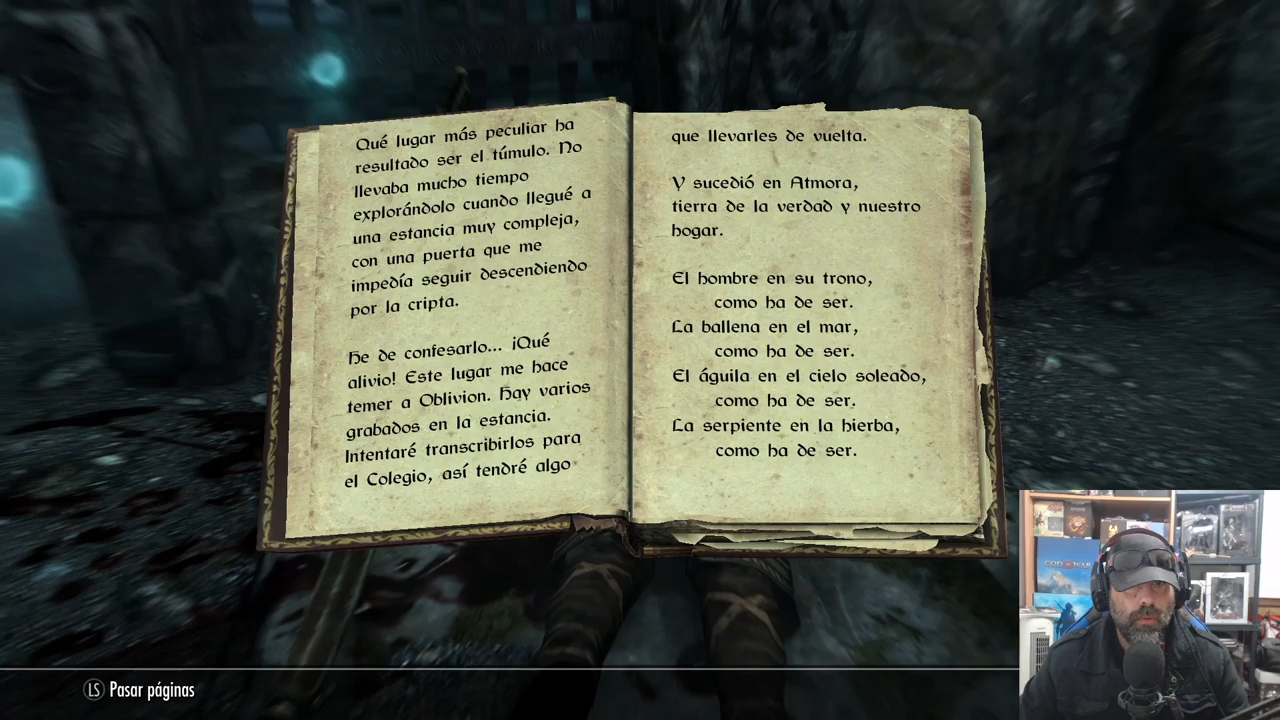 Qué lugar más peculiar ha
resultado ser el túmulo. No
llevaba mucho tiempo
explorándolo cuando llegué a
una estancia muy compleja,
con una puerta que me
impedía seguir descendiendo
por la cripta.
He de confesarlo... ¡Qué
alivio! Este lugar me hace
temer a Oblivion. Hay varios
grabados en la estancia.
Intentaré transcribirlos para
el Colegio, así tendré algo
que llevarles de vuelta.
Y sucedió en Atmora,
tierra de la verdad y nuestro
hogar.
El hombre en su trono,
como ha de ser.
La ballena en el mar,
como ha de ser.
El águila en el cielo soleado,
como ha de ser.
La serpiente en la hierba,
como ha de ser.
GOD WAR
LS Pasar páginas